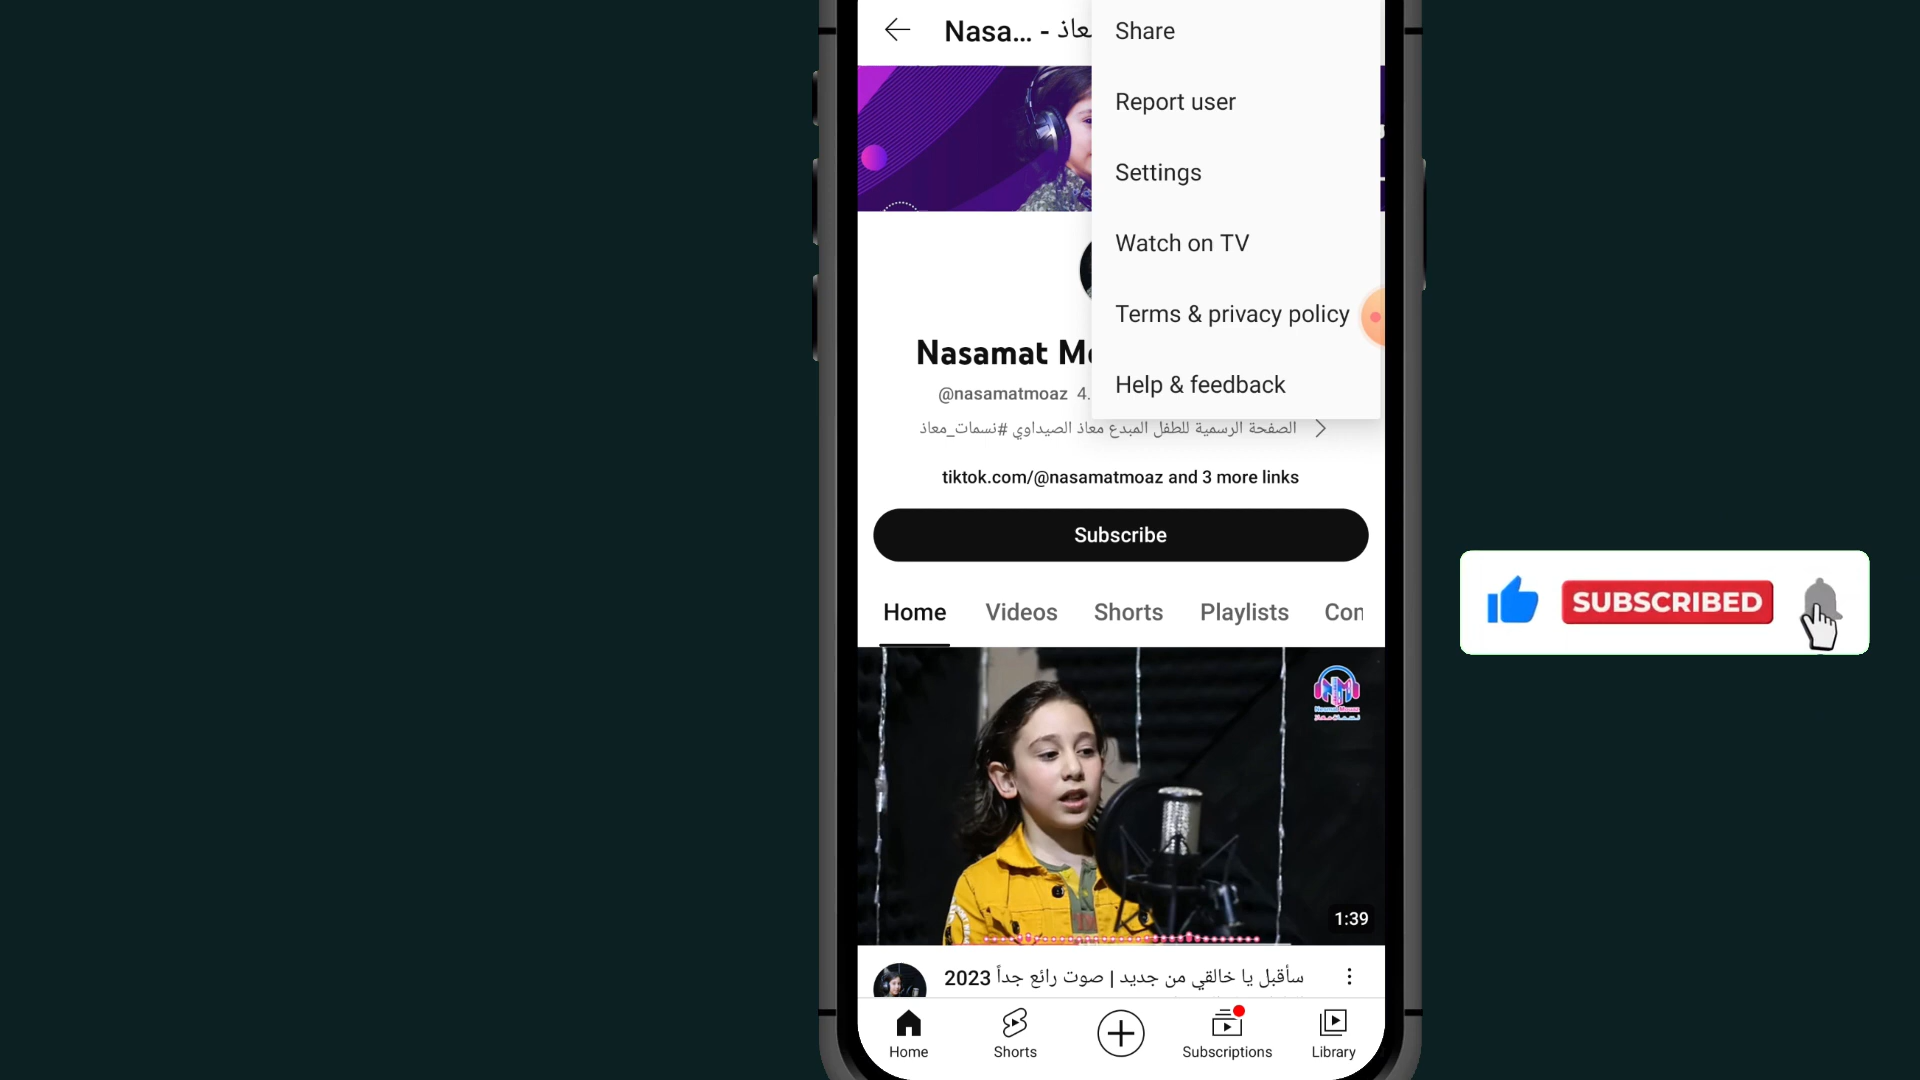 Nasa... - معاذ
Share
Report user
Settings
Watch on TV
Terms & privacy policy
Help & feedback
Nasamat Mo
@nasamatmoaz 4.
الصفحة الرسمية للطفل المبدع معاذ الصيداوي #نسمات_معاذ
tiktok.com/@nasamatmoaz and 3 more links
Subscribe
Home Videos Shorts Playlists Con
SUBSCRIBED
1:39
سأقبل يا خالقي من جديد | صوت رائع جداً 2023
Home Shorts Subscriptions Library